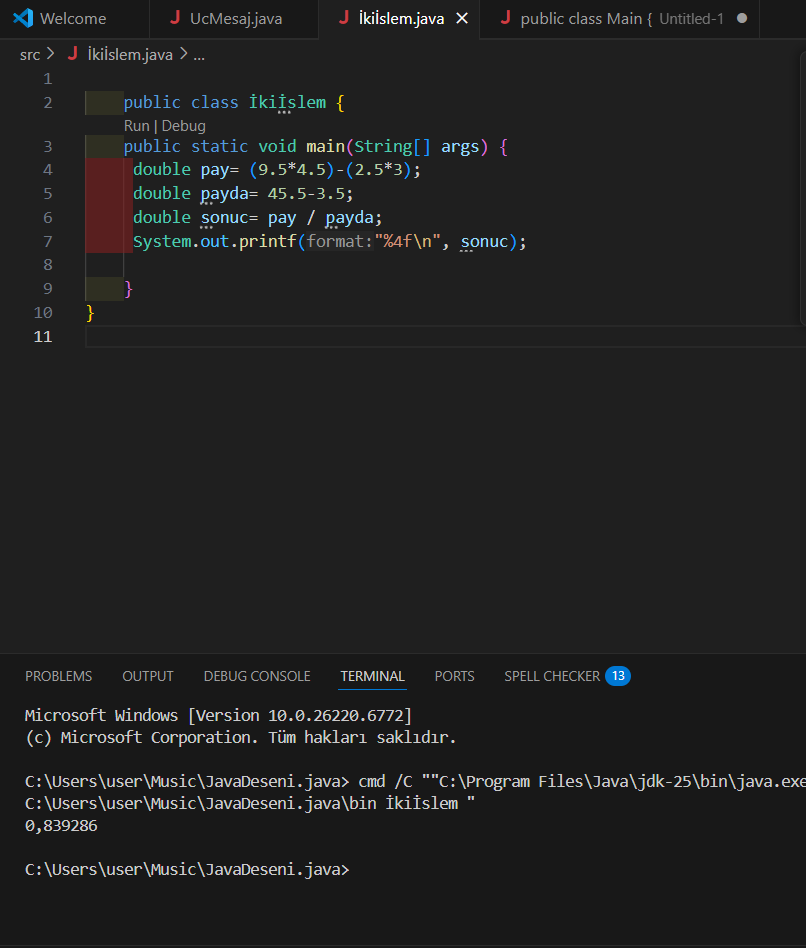 Welcome
UcMesaj.java
İkiİslem.java
public class Main { Untitled-1
src > İkiİslem.java > ...
1
2 public class İkiİslem {
Run | Debug
3 public static void main(String[] args) {
4 double pay= (9.5*4.5)-(2.5*3);
5 double payda= 45.5-3.5;
6 double sonuc= pay / payda;
7 System.out.printf(format:"%4f\n", sonuc);
8
9 }
10 }
11
PROBLEMS OUTPUT DEBUG CONSOLE TERMINAL PORTS SPELL CHECKER 13
Microsoft Windows [Version 10.0.26220.6772]
(c) Microsoft Corporation. Tüm hakları saklıdır.
C:\Users\user\Music\JavaDeseni.java> cmd /C ""C:\Program Files\Java\jdk-25\bin\java.exe
C:\Users\user\Music\JavaDeseni.java\bin İkiİslem "
0,839286
C:\Users\user\Music\JavaDeseni.java>